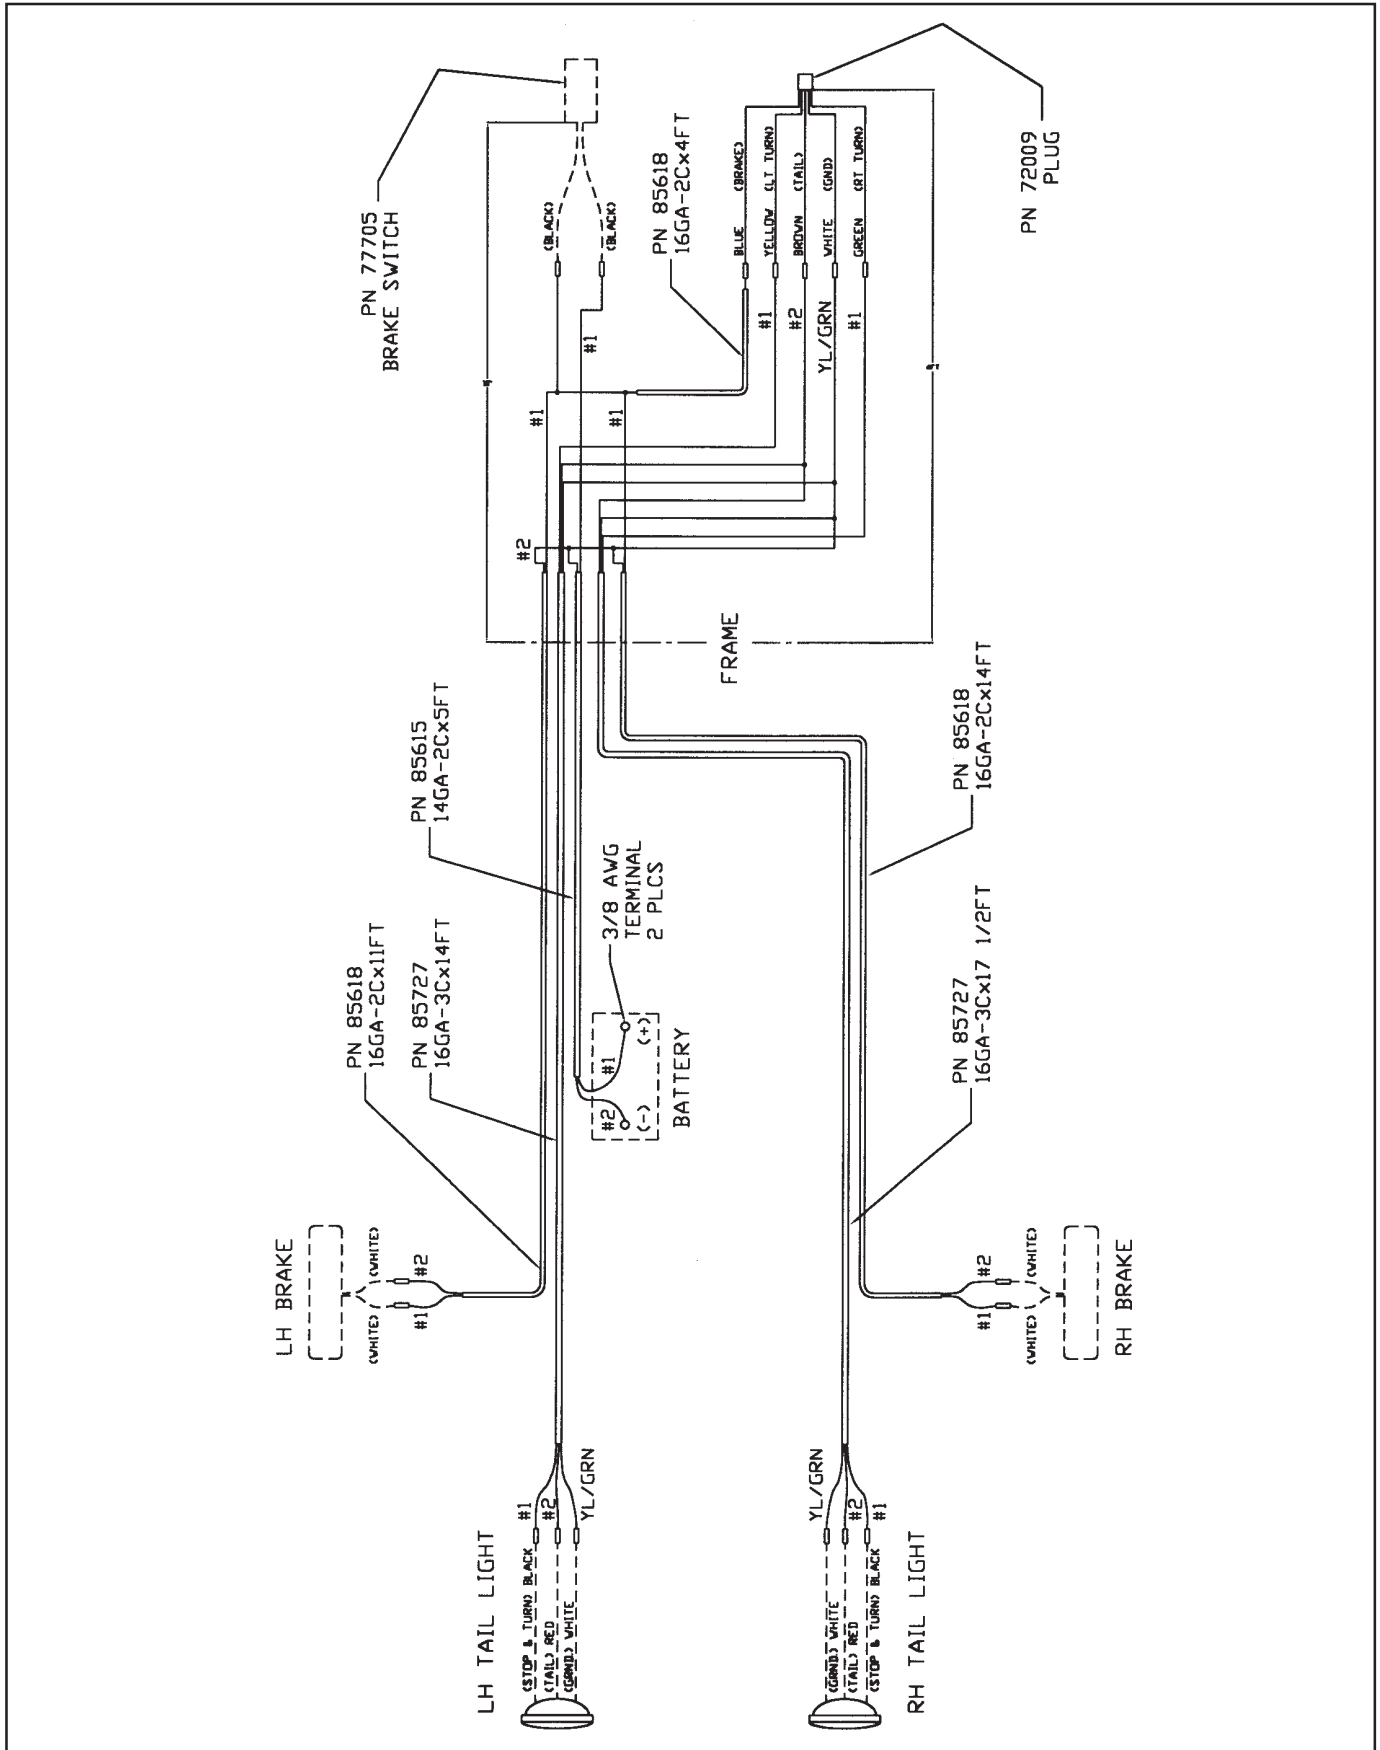 PN 77705
BRAKE SWITCH
(BLACK)
(BLACK)
PN 85618
16GA-2Cx4FT
PN 72009
PLUG
BLUE (BRAKE)
YELLOW (LT TURN)
BROWN (TAIL)
WHITE (GND)
GREEN (RT TURN)
#1
#1
#2
YL/GRN
#1
#1
#1
#2
FRAME
PN 85615
14GA-2Cx5FT
PN 85618
16GA-2Cx14FT
PN 85618
16GA-2Cx11FT
PN 85727
16GA-3Cx14FT
3/8 AWG
TERMINAL
2 PLCS
#1
(+)
#2
(-)
BATTERY
PN 85727
16GA-3Cx17 1/2FT
LH BRAKE
(WHITE)
(WHITE)
#2
#1
#2
#1
(WHITE)
(WHITE)
RH BRAKE
LH TAIL LIGHT
(STOP & TURN) BLACK
(TAIL) RED
(GRND.) WHITE
#1
#2
YL/GRN
YL/GRN
#2
#1
(GRND.) WHITE
(TAIL) RED
(STOP & TURN) BLACK
RH TAIL LIGHT